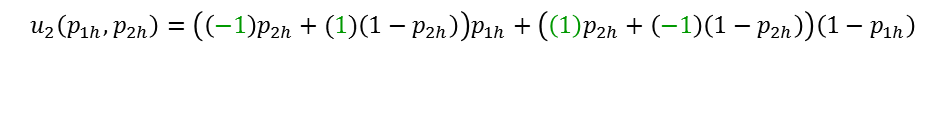 u₂(p₁ₕ, p₂ₕ) = ((−1)p₂ₕ + (1)(1 − p₂ₕ))p₁ₕ + ((1)p₂ₕ + (−1)(1 − p₂ₕ))(1 − p₁ₕ)